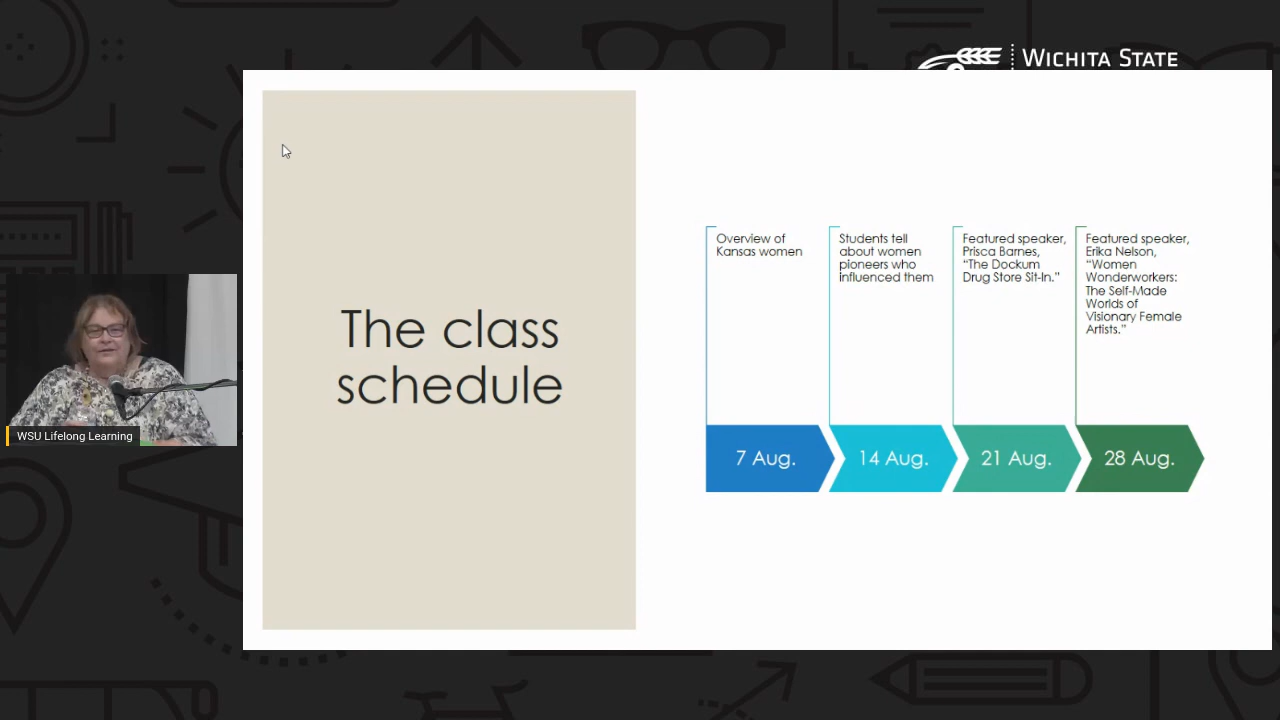 WICHITA STATE
The class
schedule
Overview of
Kansas women
Students tell
about women
pioneers who
influenced them
Featured speaker,
Prisca Barnes,
“The Dockum
Drug Store Sit-In.”
Featured speaker,
Erika Nelson,
“Women
Wonderworkers:
The Self-Made
Worlds of
Visionary Female
Artists.”
7 Aug.
14 Aug.
21 Aug.
28 Aug.
WSU Lifelong Learning